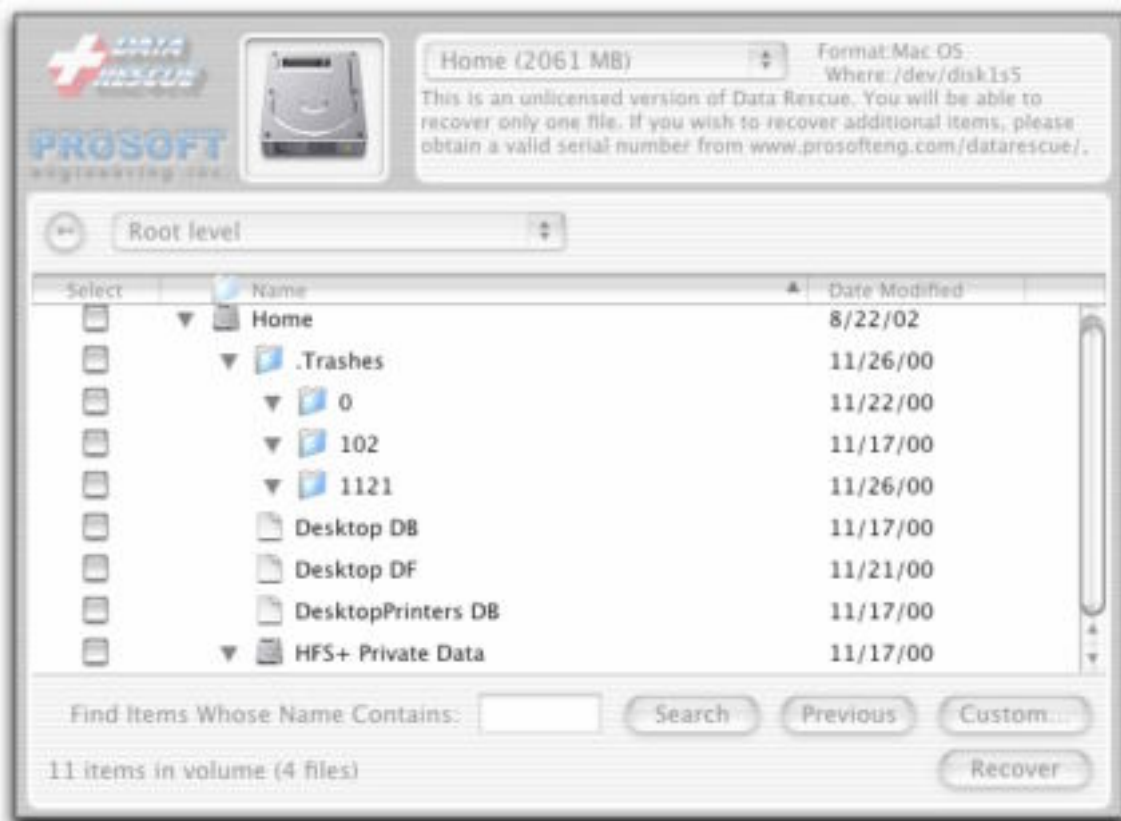 DATA
RESCUE
PROSOFT
engineering inc.
Home (2061 MB)
Format:Mac OS
Where:/dev/disk1s5
This is an unlicensed version of Data Rescue. You will be able to
recover only one file. If you wish to recover additional items, please
obtain a valid serial number from www.prosofteng.com/datarescue/.
Root level
Select Name Date Modified
Home 8/22/02
.Trashes 11/26/00
0 11/22/00
102 11/17/00
1121 11/26/00
Desktop DB 11/17/00
Desktop DF 11/21/00
DesktopPrinters DB 11/17/00
HFS+ Private Data 11/17/00
Find Items Whose Name Contains: Search Previous Custom...
11 items in volume (4 files) Recover